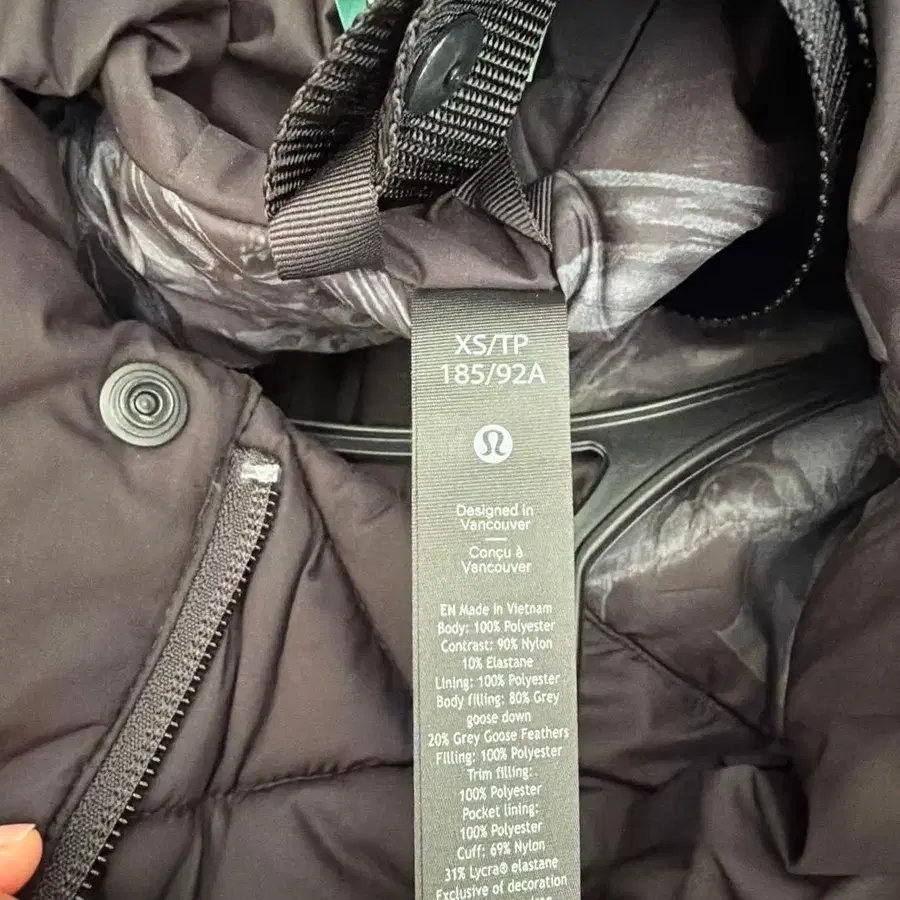 XS/TP
185/92A
Designed in
Vancouver
Conçu à
Vancouver
EN Made in Vietnam
Body: 100% Polyester
Contrast: 90% Nylon
10% Elastane
Lining: 100% Polyester
Body filling: 80% Grey
goose down
20% Grey Goose Feathers
Filling: 100% Polyester
Trim filling:
100% Polyester
Pocket lining:
100% Polyester
Cuff: 69% Nylon
31% Lycra® elastane
Exclusive of decoration